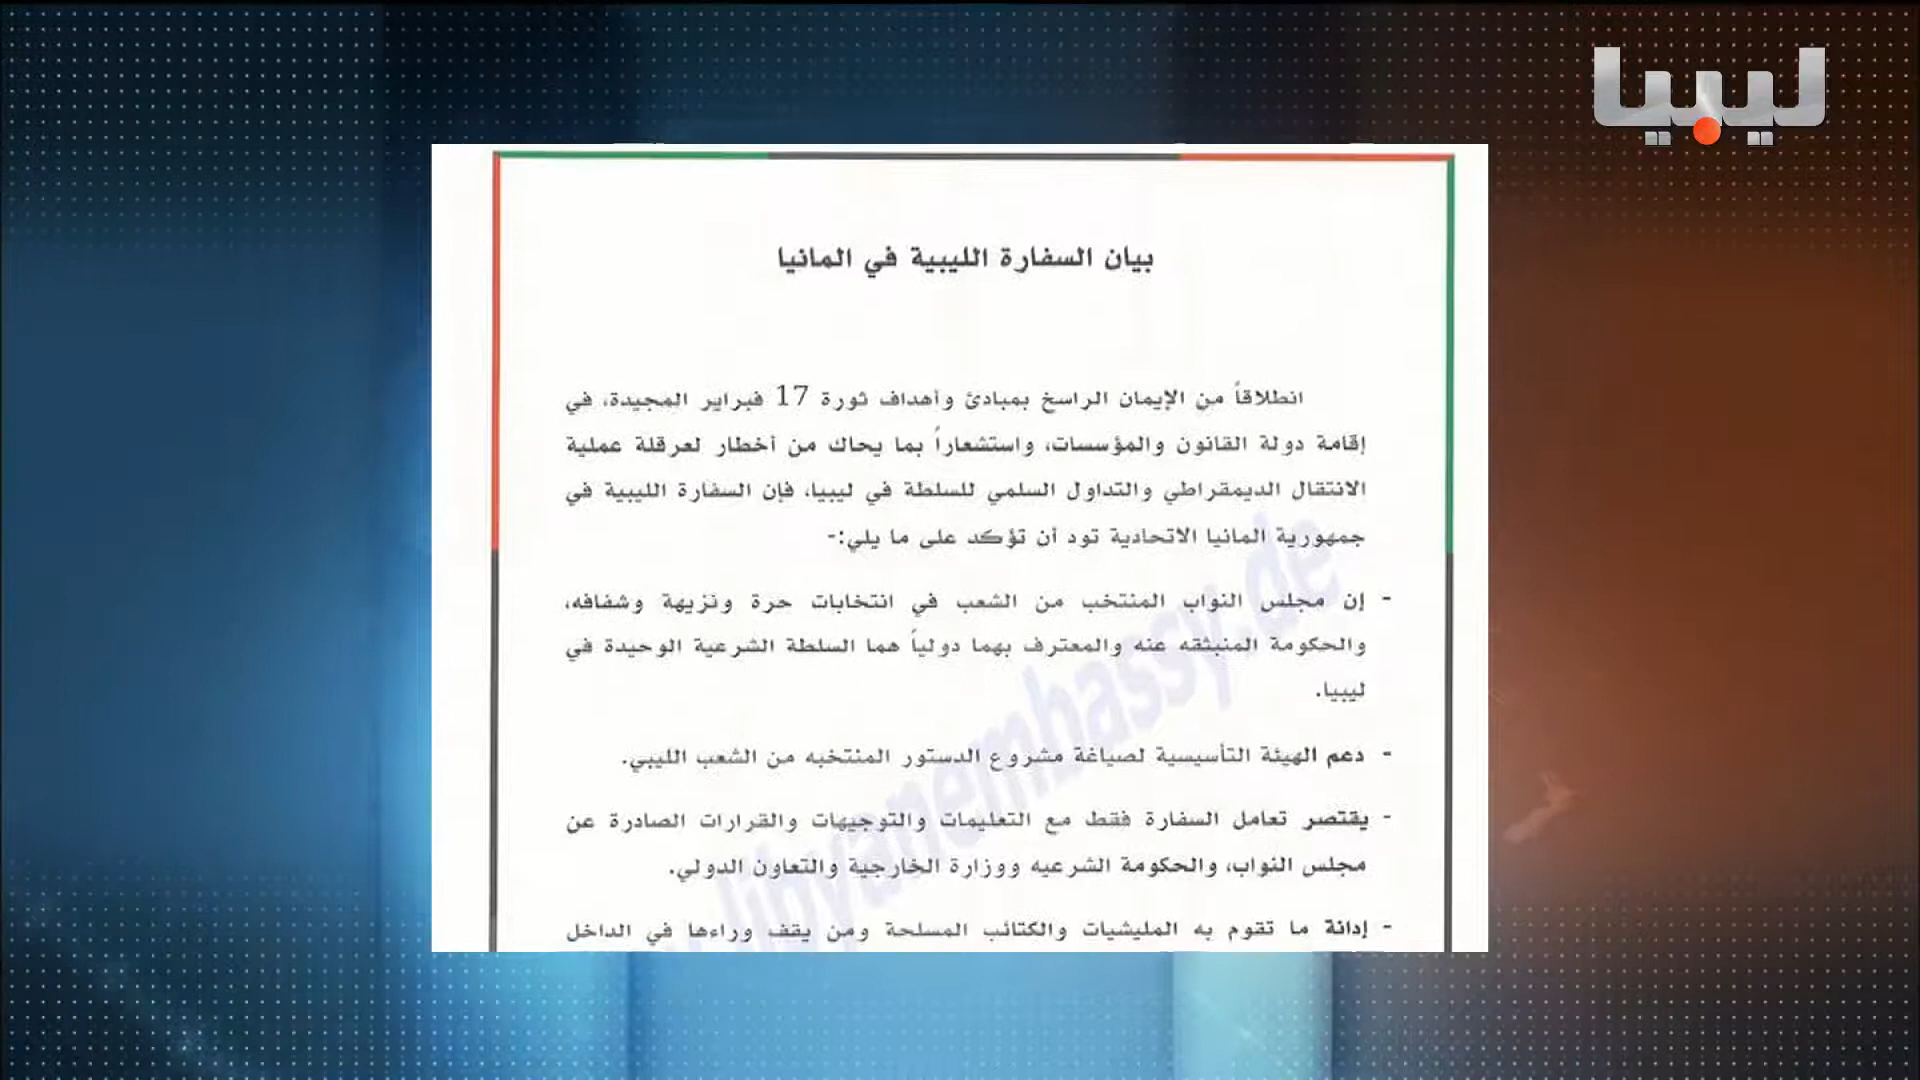 ليبيا
بيان السفارة الليبية في المانيا
انطلاقاً من الإيمان الراسخ بمبادئ وأهداف ثورة 17 فبراير المجيدة، في
إقامة دولة القانون والمؤسسات، واستشعاراً بما يحاك من أخطار لعرقلة عملية
الانتقال الديمقراطي والتداول السلمي للسلطة في ليبيا، فإن السفارة الليبية في
جمهورية المانيا الاتحادية تود أن تؤكد على ما يلي:-
- إن مجلس النواب المنتخب من الشعب في انتخابات حرة ونزيهة وشفافه،
والحكومة المنبثقه عنه والمعترف بهما دولياً هما السلطة الشرعية الوحيدة في
ليبيا.
- دعم الهيئة التأسيسية لصياغة مشروع الدستور المنتخبه من الشعب الليبي.
- يقتصر تعامل السفارة فقط مع التعليمات والتوجيهات والقرارات الصادرة عن
مجلس النواب، والحكومة الشرعيه ووزارة الخارجية والتعاون الدولي.
- إدانة ما تقوم به المليشيات والكتائب المسلحة ومن يقف وراءها في الداخل
libyanembassy.de